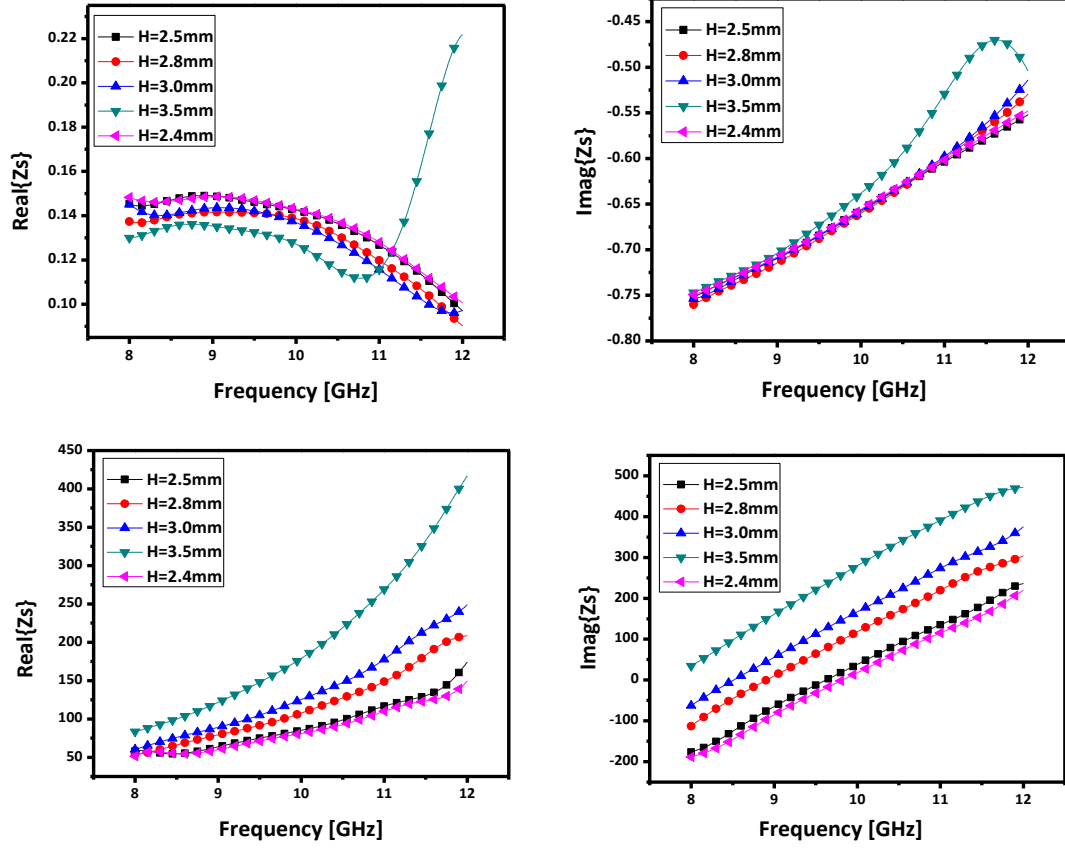 0.22
0.20
0.18
0.16
0.14
0.12
0.10
8 9 10 11 12
Real{Zs}
Frequency [GHz]
H=2.5mm
H=2.8mm
H=3.0mm
H=3.5mm
H=2.4mm
-0.45
-0.50
-0.55
-0.60
-0.65
-0.70
-0.75
-0.80
8 9 10 11 12
Imag{Zs}
Frequency [GHz]
H=2.5mm
H=2.8mm
H=3.0mm
H=3.5mm
H=2.4mm
450
400
350
300
250
200
150
100
50
8 9 10 11 12
Real{Zs}
Frequency [GHz]
H=2.5mm
H=2.8mm
H=3.0mm
H=3.5mm
H=2.4mm
500
400
300
200
100
0
-100
-200
8 9 10 11 12
Imag{Zs}
Frequency [GHz]
H=2.5mm
H=2.8mm
H=3.0mm
H=3.5mm
H=2.4mm